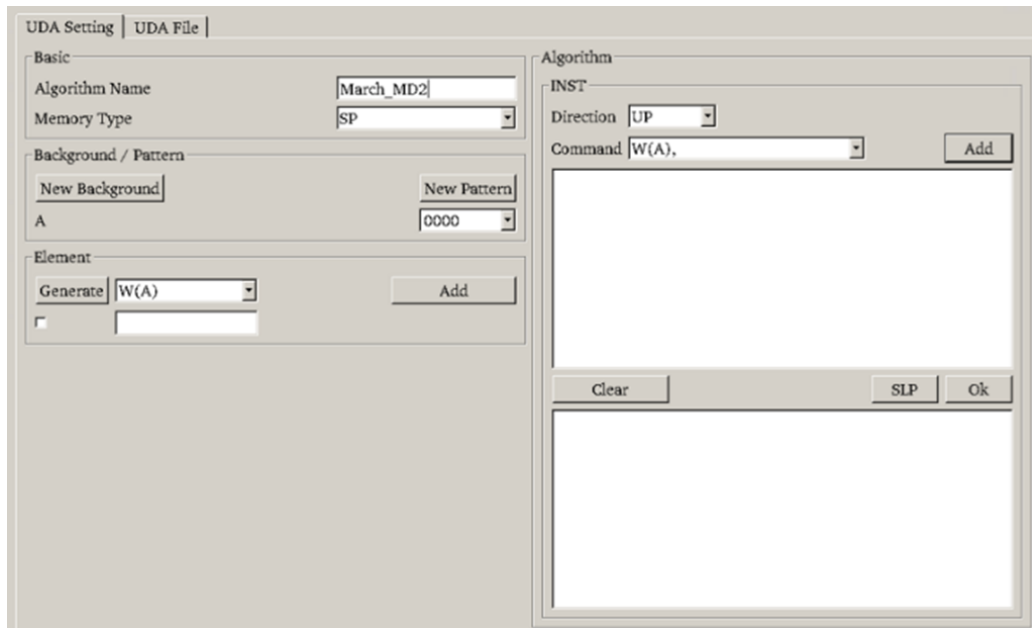 UDA Setting UDA File
Basic
Algorithm Name March_MD2
Memory Type SP
Background / Pattern
New Background New Pattern
A 0000
Element
Generate W(A) Add
Algorithm
INST
Direction UP
Command W(A), Add
Clear SLP Ok